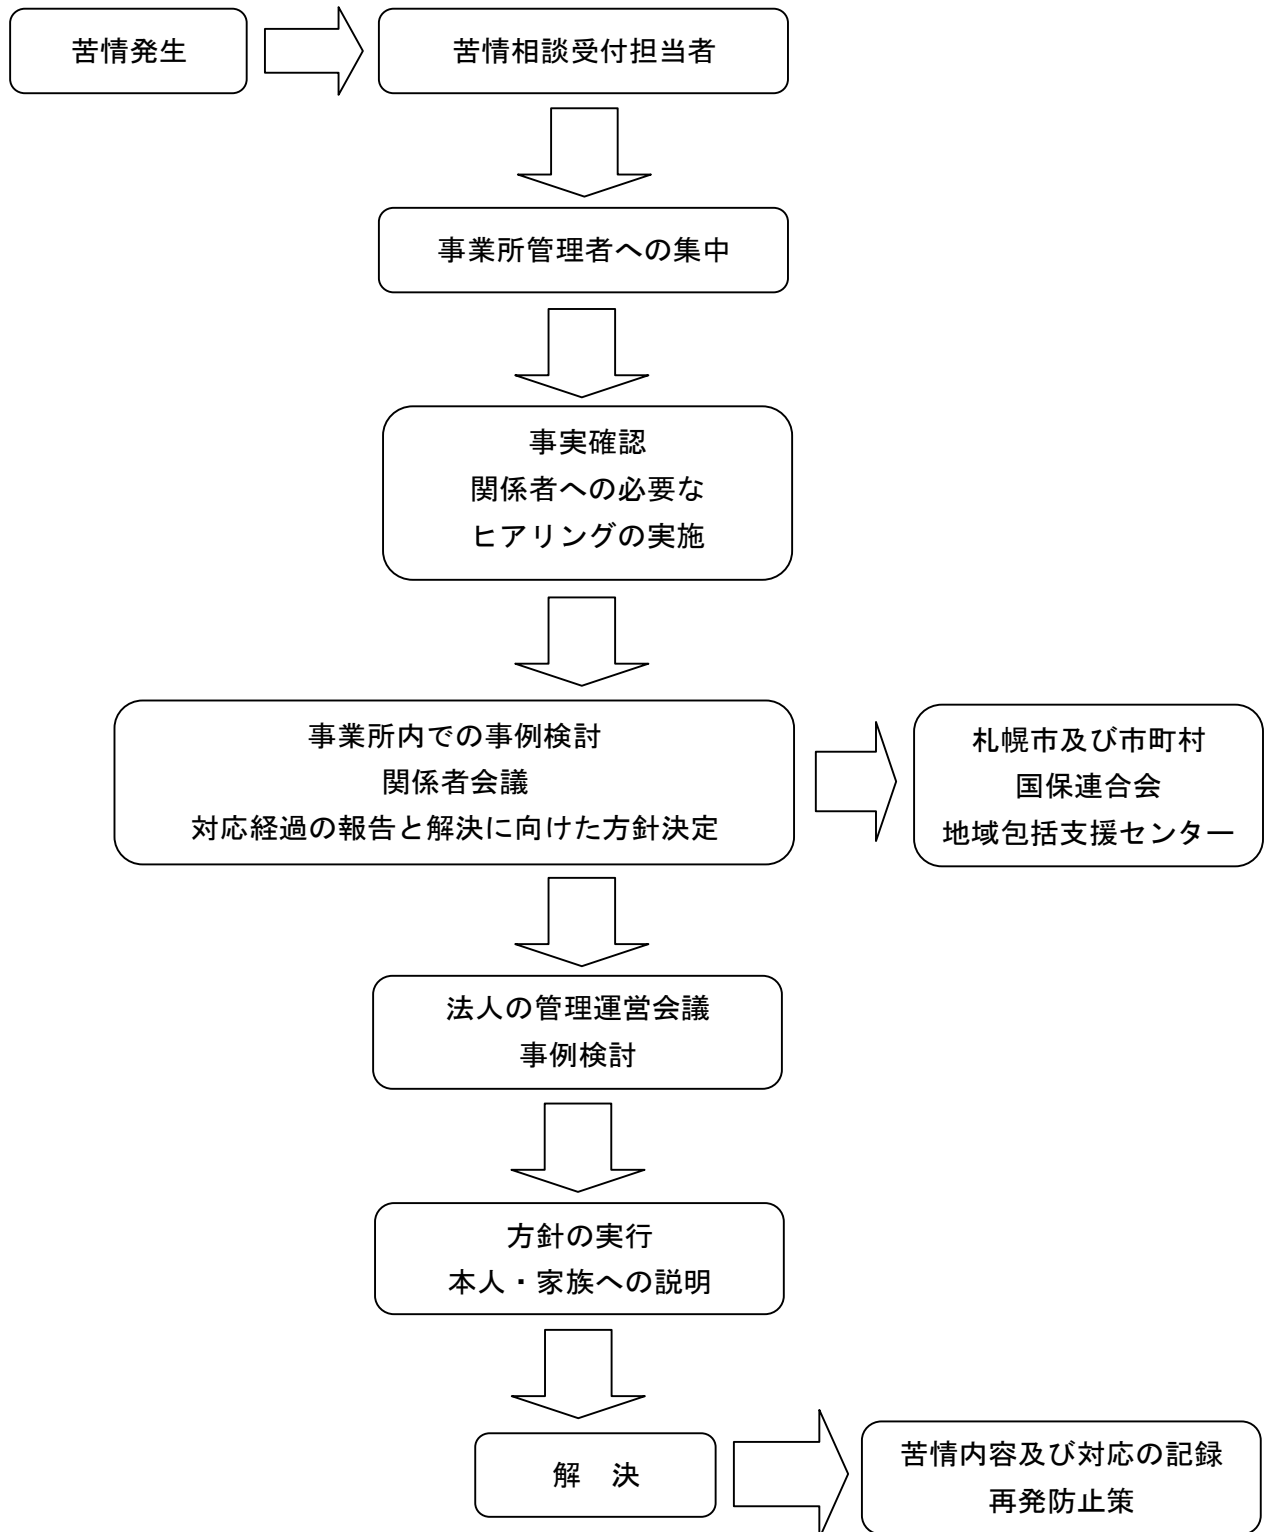 苦情発生
苦情相談受付担当者
事業所管理者への集中
事実確認
関係者への必要な
ヒアリングの実施
事業所内での事例検討
関係者会議
対応経過の報告と解決に向けた方針決定
札幌市及び市町村
国保連合会
地域包括支援センター
法人の管理運営会議
事例検討
方針の実行
本人・家族への説明
解　決
苦情内容及び対応の記録
再発防止策